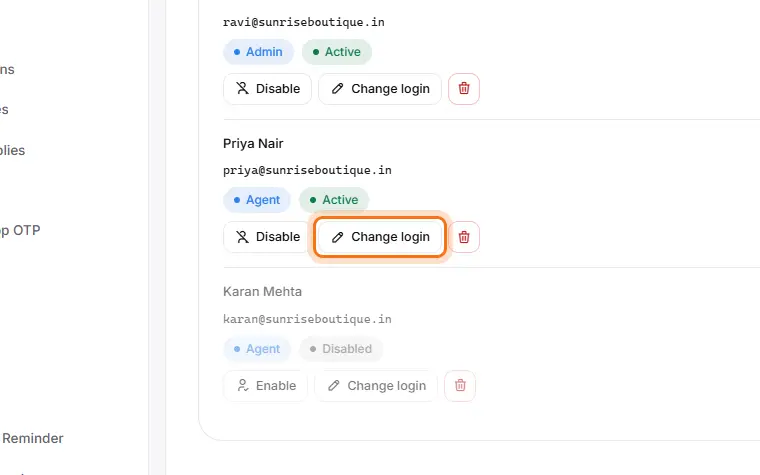 ravi@sunriseboutique.in
Admin Active
ns
Disable Change login
es
Priya Nair
plies
priya@sunriseboutique.in
Agent Active
pp OTP
Disable Change login
Karan Mehta
karan@sunriseboutique.in
Agent Disabled
Enable Change login
Reminder